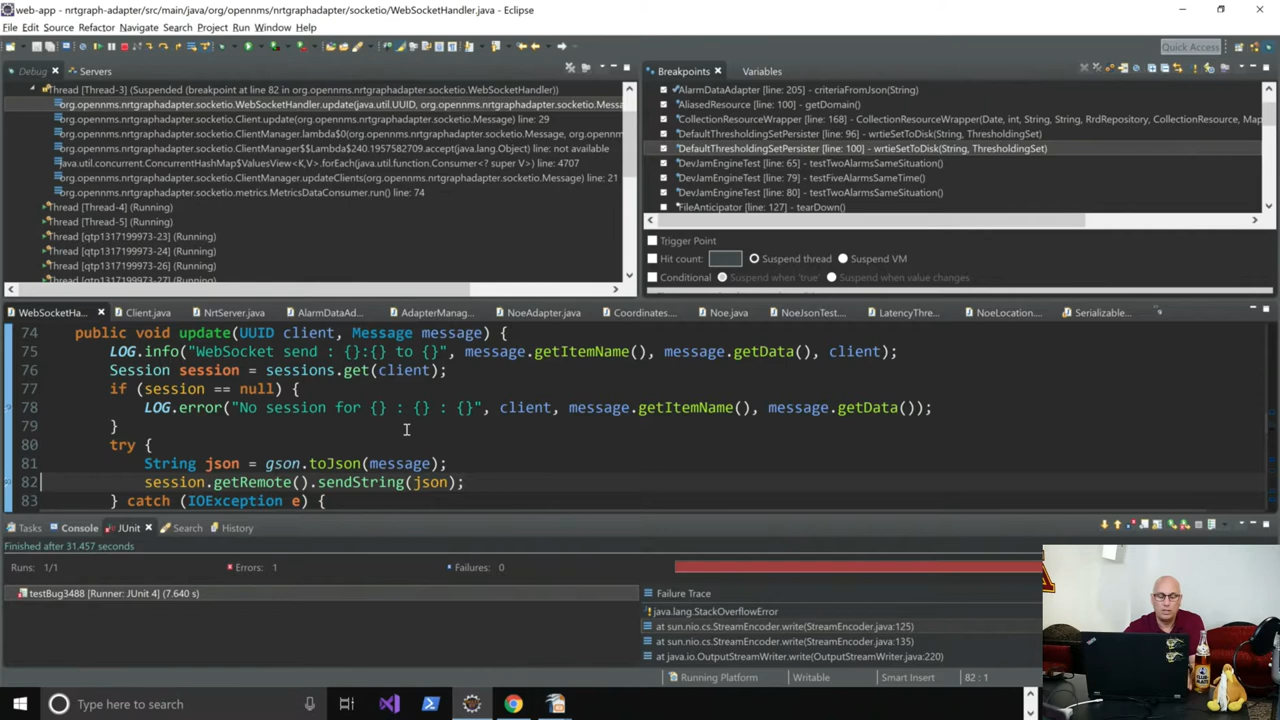 web-app - nrtgraph-adapter/src/main/java/org/opennms/nrtgraphadapter/socketio/WebSocketHandler.java - Eclipse
File Edit Source Refactor Navigate Search Project Run Window Help
Quick Access
Debug Servers
Thread [Thread-3] (Suspended (breakpoint at line 82 in org.opennms.nrtgraphadapter.socketio.WebSocketHandler))
org.opennms.nrtgraphadapter.socketio.WebSocketHandler.update(java.util.UUID, org.opennms.nrtgraphadapter.socketio.Messa
org.opennms.nrtgraphadapter.socketio.Client.update(org.opennms.nrtgraphadapter.socketio.Message) line: 29
org.opennms.nrtgraphadapter.socketio.ClientManager.lambda$0(org.opennms.nrtgraphadapter.socketio.Message, org.opennms
org.opennms.nrtgraphadapter.socketio.ClientManager$$Lambda$240.1957582709.accept(java.lang.Object) line: not available
java.util.concurrent.ConcurrentHashMap$ValuesView<K,V>.forEach(java.util.function.Consumer<? super V>) line: 4707
org.opennms.nrtgraphadapter.socketio.ClientManager.updateClients(org.opennms.nrtgraphadapter.socketio.Message) line: 21
org.opennms.nrtgraphadapter.socketio.metrics.MetricsDataConsumer.run() line: 74
Thread [Thread-4] (Running)
Thread [Thread-5] (Running)
Thread [qtp1317199973-23] (Running)
Thread [qtp1317199973-24] (Running)
Thread [qtp1317199973-26] (Running)
Thread [qtp1317199973-27] (Running)
Breakpoints Variables
AlarmDataAdapter [line: 205] - criteriaFromJson(String)
AliasedResource [line: 100] - getDomain()
CollectionResourceWrapper [line: 168] - CollectionResourceWrapper(Date, int, String, String, RrdRepository, CollectionResource, Map
DefaultThresholdingSetPersister [line: 96] - wrtieSetToDisk(String, ThresholdingSet)
DefaultThresholdingSetPersister [line: 100] - wrtieSetToDisk(String, ThresholdingSet)
DevJamEngineTest [line: 65] - testTwoAlarmsSameSituation()
DevJamEngineTest [line: 79] - testFiveAlarmsSameTime()
DevJamEngineTest [line: 80] - testTwoAlarmsSameSituation()
FileAnticipator [line: 127] - tearDown()
Trigger Point
Hit count: Suspend thread Suspend VM
Conditional Suspend when 'true' Suspend when value changes
WebSocketHa... Client.java NrtServer.java AlarmDataAd... AdapterManag... NoeAdapter.java Coordinates.... Noe.java NoeJsonTest.... LatencyThre... NoeLocation.... Serializable...
74 public void update(UUID client, Message message) {
75 LOG.info("WebSocket send : {}:{} to {}", message.getItemName(), message.getData(), client);
76 Session session = sessions.get(client);
77 if (session == null) {
78 LOG.error("No session for {} : {} : {}", client, message.getItemName(), message.getData());
79 }
80 try {
81 String json = gson.toJson(message);
82 session.getRemote().sendString(json);
83 } catch (IOException e) {
Tasks Console JUnit Search History
Finished after 31.457 seconds
Runs: 1/1 Errors: 1 Failures: 0
testBug3488 [Runner: JUnit 4] (7.640 s)
Failure Trace
java.lang.StackOverflowError
at sun.nio.cs.StreamEncoder.write(StreamEncoder.java:125)
at sun.nio.cs.StreamEncoder.write(StreamEncoder.java:135)
at java.io.OutputStreamWriter.write(OutputStreamWriter.java:220)
Running Platform Writable Smart Insert 82 : 1
Type here to search